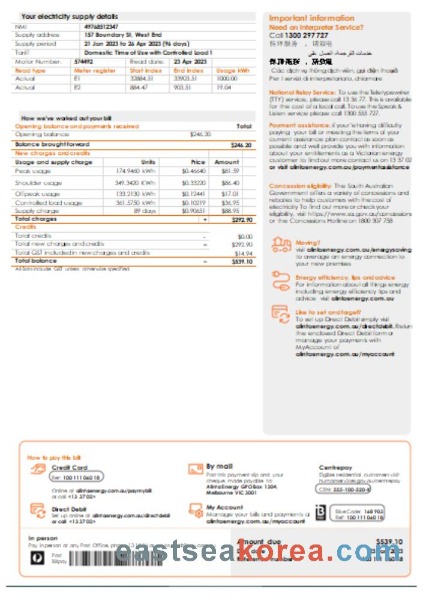 Your electricity supply details
NMI 49768512347
Supply address 157 Boundary St, West End
Supply period 21 Jan 2023 to 26 Apr 2023 (96 days)
Tariff Domestic Time of Use with Controlled Load 1
Motor Number: 574492 Read date: 23 Apr 2023
Read type Meter register Start index End index Usage kWh
Actual E1 32884.51 33905.51 1000.00
Actual E2 884.47 903.51 19.04
How we've worked out your bill
Opening balance and payments received Total
Opening balance $246.20
Balance brought forward $246.20
New charges and credits
Usage and supply charge Units Price Amount
Peak usage 174.9460 kWh $0.46640 $81.59
Shoulder usage 349.3420 kWh $0.33220 $86.40
Offpeak usage 133.2130 kWh $0.12441 $17.01
Controlled load usage 361.5750 kWh $0.10219 $36.95
Supply charge 89 days $0.90651 $88.95
Total charges + $292.90
Credits
Total credits - $0.00
Total new charges and credits = $292.90
Total GST included in new charges and credits = $14.94
Total balance = $539.10
All Data include GST unless otherwise specified
Important information
Need an Interpreter Service?
Call 1300 297 727
Pər i servizi di interpretariato, chiamare
National Relay Service: To use the Teletypewriter
(TTY) service, please call 13 36 77. This is available
for the cost of a local call. To use the Speak &
Listen service please call 1300 555 727.
Payment assistance: If you're having difficulty
paying your bill or meeting the terms of your
current payment plan contact us as soon as
possible and we'll provide you with information
about your entitlements as a Victorian energy
customer to find out more contact us on 13 37 02
or visit alintaenergy.com.au/paymentassistance
Concession eligibility: The South Australian
Government offers a variety of concessions and
rebates to help customers with the cost of
electricity To find out more or check your
eligibility, visit https://www.sa.gov.au/concessions
or the Concessions Hotline on 1800 307 758
Moving?
visit alintaenergy.com.au/energysaving
to average an energy connection to
your new premises
Energy efficiency, tips and advice
For information about all things energy
including energy efficiency tips and
advice visit alintaenergy.com.au
Like to set and forget?
To set up Direct Debit simply visit
alintaenergy.com.au/directdebit. Return
the enclosed Direct Debit form or
manage your payments with
MyAccount at
alintaenergy.com.au/myaccount
How to pay this bill
Credit Card
Ref: 100 111 060 18
Online at alintaenergy.com.au/paymybill
or call +13 37 02+
Direct Debit
Set up online at alintaenergy.com.au/directdebit
or call +13 37 02+
By mail
Post this payment slip and your
cheque made payable to:
Alinta Energy GPO Box 1304,
Melbourne VIC 3001
My Account
Manage your bills and payments at
alintaenergy.com.au/myaccount
Centrepay
Eligible residential customers visit
humanservices.gov.au/centrepay
CRN: 555-100-520-k
Biller Code: 168 903
Ref: 100 111 060 18
In person
Pay in person at any Post Office
Post
Billpay
Amount due $539.10
eastseakorea.com